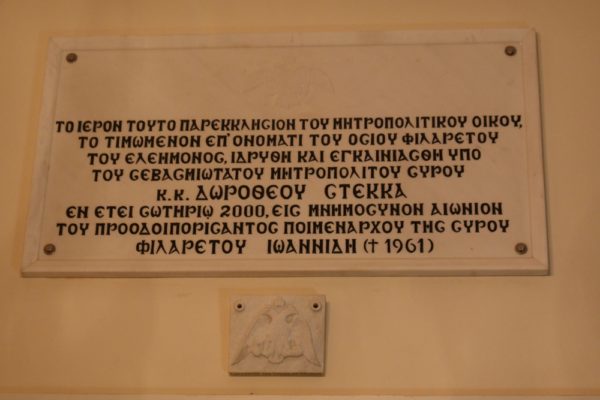 ΤΟ ΙΕΡΟΝ ΤΟΥΤΟ ΠΑΡΕΚΚΛΗϹΙΟΝ ΤΟΥ ΜΗΤΡΟΠΟΛΙΤΙΚΟΥ ΟΙΚΟΥ,
ΤΟ ΤΙΜΩΜΕΝΟΝ ΕΠ' ΟΝΟΜΑΤΙ ΤΟΥ ΟϹΙΟΥ ΦΙΛΑΡΕΤΟΥ
ΤΟΥ ΕΛΕΗΜΟΝΟϹ, ΙΔΡΥΘΗ ΚΑΙ ΕΓΚΑΙΝΙΑϹΘΗ ΥΠΟ
ΤΟΥ ϹΕΒΑϹΜΙΩΤΑΤΟΥ ΜΗΤΡΟΠΟΛΙΤΟΥ ϹΥΡΟΥ
Κ.Κ. ΔΩΡΟΘΕΟΥ ϹΤΕΚΚΑ
ΕΝ ΕΤΕΙ ϹΩΤΗΡΙῼ 2000, ΕΙϹ ΜΝΗΜΟϹΥΝΟΝ ΑΙΩΝΙΟΝ
ΤΟΥ ΠΡΟΟΔΟΙΠΟΡΙϹΑΝΤΟϹ ΠΟΙΜΕΝΑΡΧΟΥ ΤΗϹ ϹΥΡΟΥ
ΦΙΛΑΡΕΤΟΥ ΙΩΑΝΝΙΔΗ († 1961)